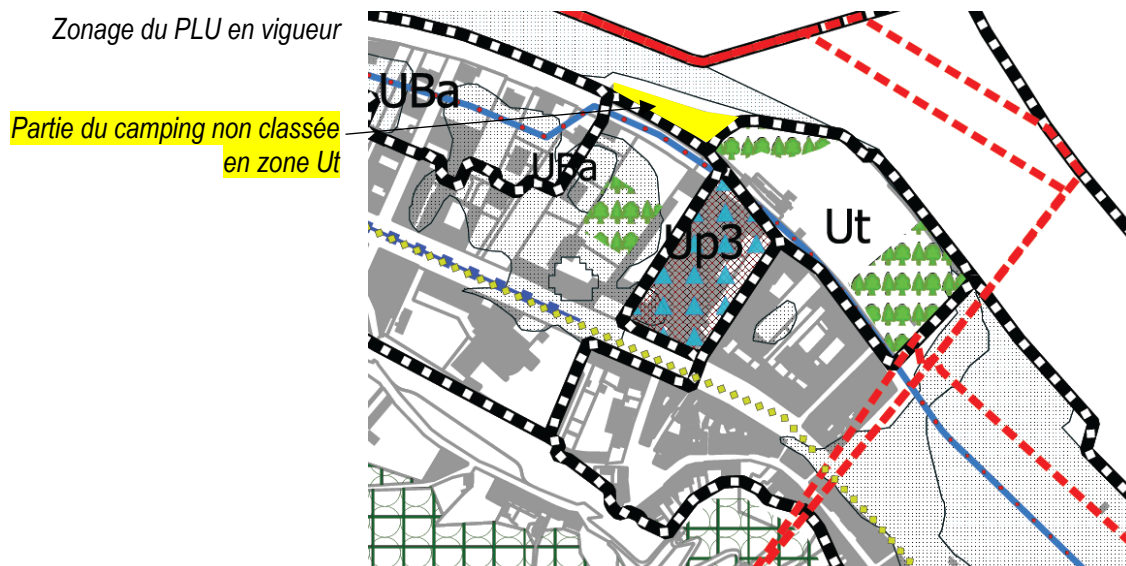 Zonage du PLU en vigueur
Partie du camping non classée
en zone Ut
UBa
UBa
Up3
Ut